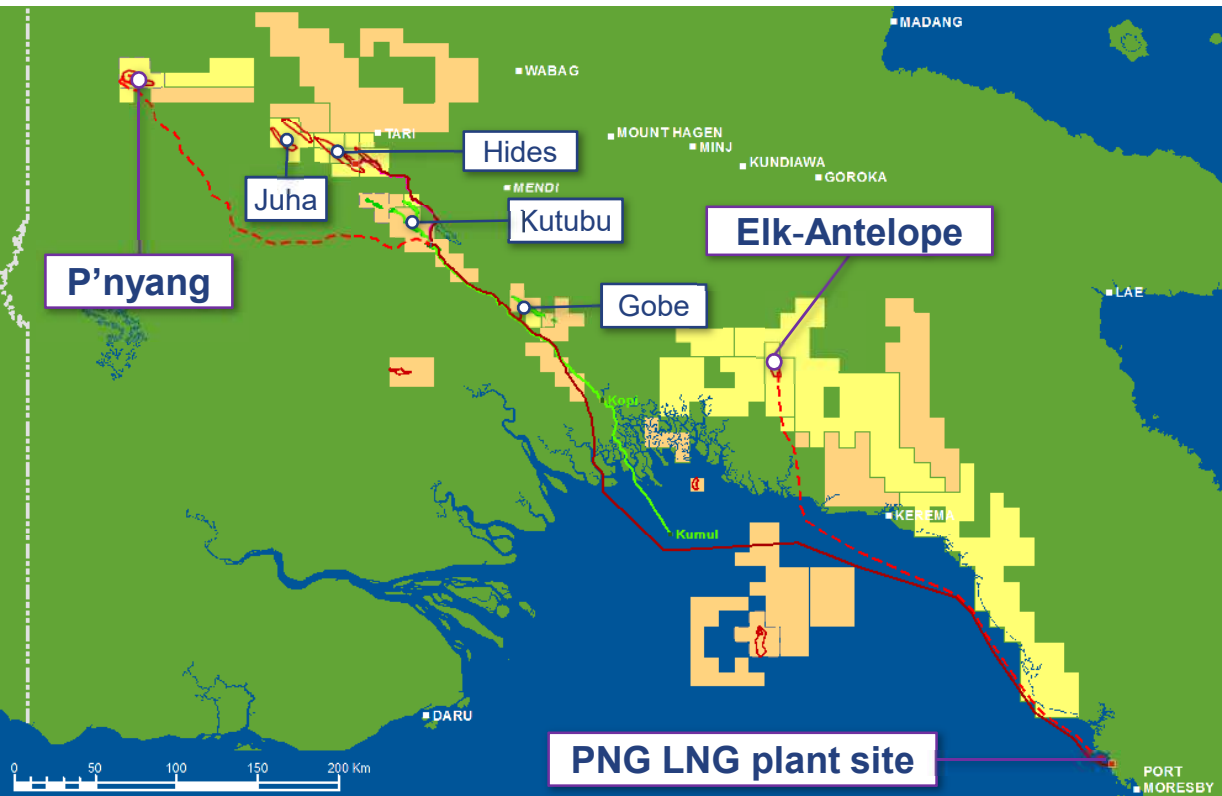 MADANG
WABAG
TARI
MOUNT HAGEN
MINJ
Hides
KUNDIAWA
GOROKA
Juha
MENDI
Kutubu
Elk-Antelope
P'nyang
LAE
Gobe
Kopi
KEREMA
Kumul
DARU
PNG LNG plant site
0 50 100 150 200 Km
PORT
MORESBY